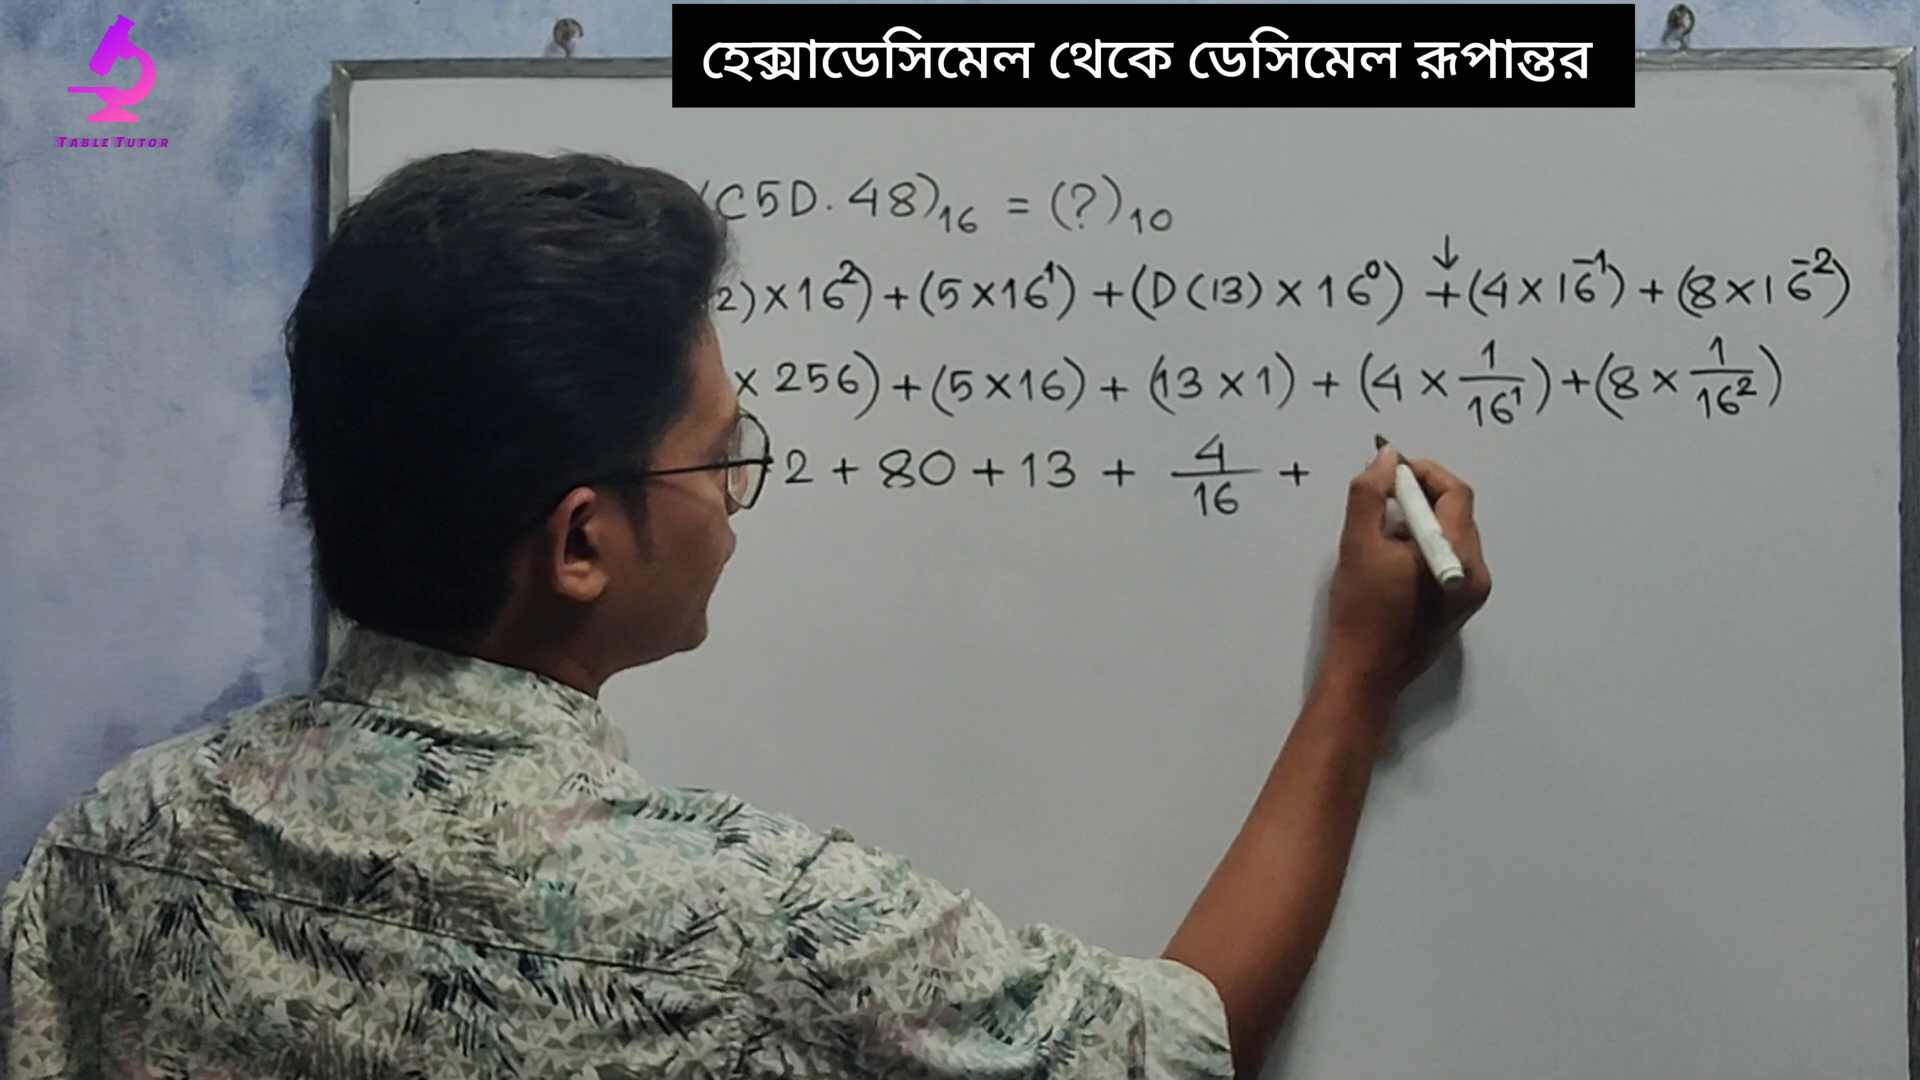 হেক্সাডেসিমেল থেকে ডেসিমেল রূপান্তর
TABLE TUTOR
(C5D.48)₁₆ = (?)₁₀
2)×16²)+(5×16¹)+(D(13)×16⁰)+(4×16⁻¹)+(8×16⁻²)
×256)+(5×16)+(13×1)+(4×1/16¹)+(8×1/16²)
2+80+13+4/16+